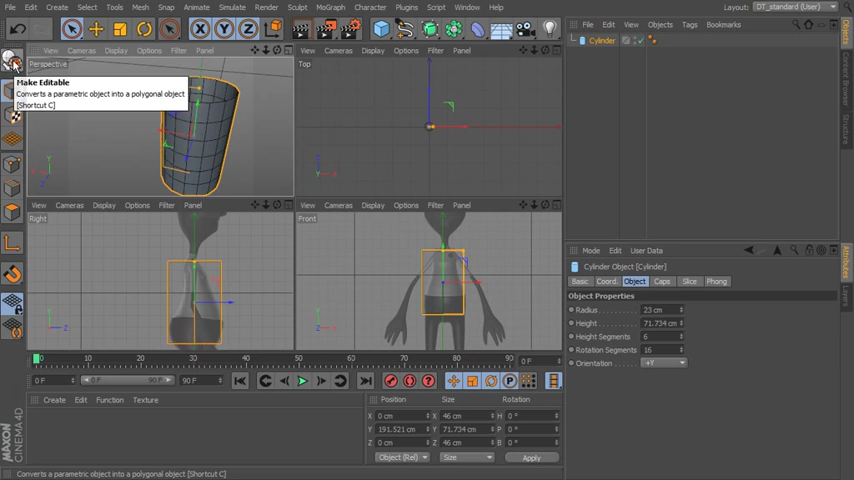 File Edit Create Select Tools Mesh Snap Animate Simulate Render Sculpt MoGraph Character Plugins Script Window Help
Layout: DT_standard (User)
View Cameras Display Options Filter Panel
Perspective
Make Editable
Converts a parametric object into a polygonal object
[Shortcut C]
Y
X
Z
View Cameras Display Options Filter Panel
Top
Z
X
View Cameras Display Options Filter Panel
Right
Y
Z
View Cameras Display Options Filter Panel
Front
Y
X
0 10 20 30 40 50 60 70 80 90
0 F
0 F
0 F 90 F
90 F
P
Create Edit Function Texture
MAXON
CINEMA4D
Position Size Rotation
X 0 cm X 46 cm H 0 °
Y 191.521 cm Y 71.734 cm P 0 °
Z 0 cm Z 46 cm B 0 °
Object (Rel) Size Apply
Converts a parametric object into a polygonal object [Shortcut C]
File Edit View Objects Tags Bookmarks
Cylinder
Mode Edit User Data
Cylinder Object [Cylinder]
Basic Coord. Object Caps Slice Phong
Object Properties
Radius 23 cm
Height 71.734 cm
Height Segments 6
Rotation Segments 16
Orientation +Y
Objects
Content Browser
Structure
Attributes
Layers